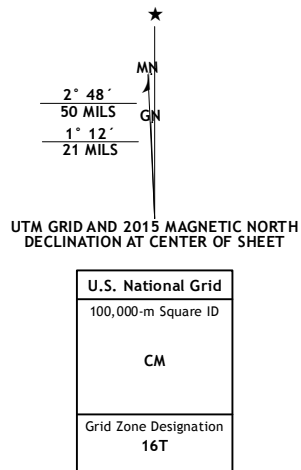 ★
MN
2° 48´
50 MILS
GN
1° 12´
21 MILS
UTM GRID AND 2015 MAGNETIC NORTH
DECLINATION AT CENTER OF SHEET
U.S. National Grid
100,000-m Square ID
CM
Grid Zone Designation
16T